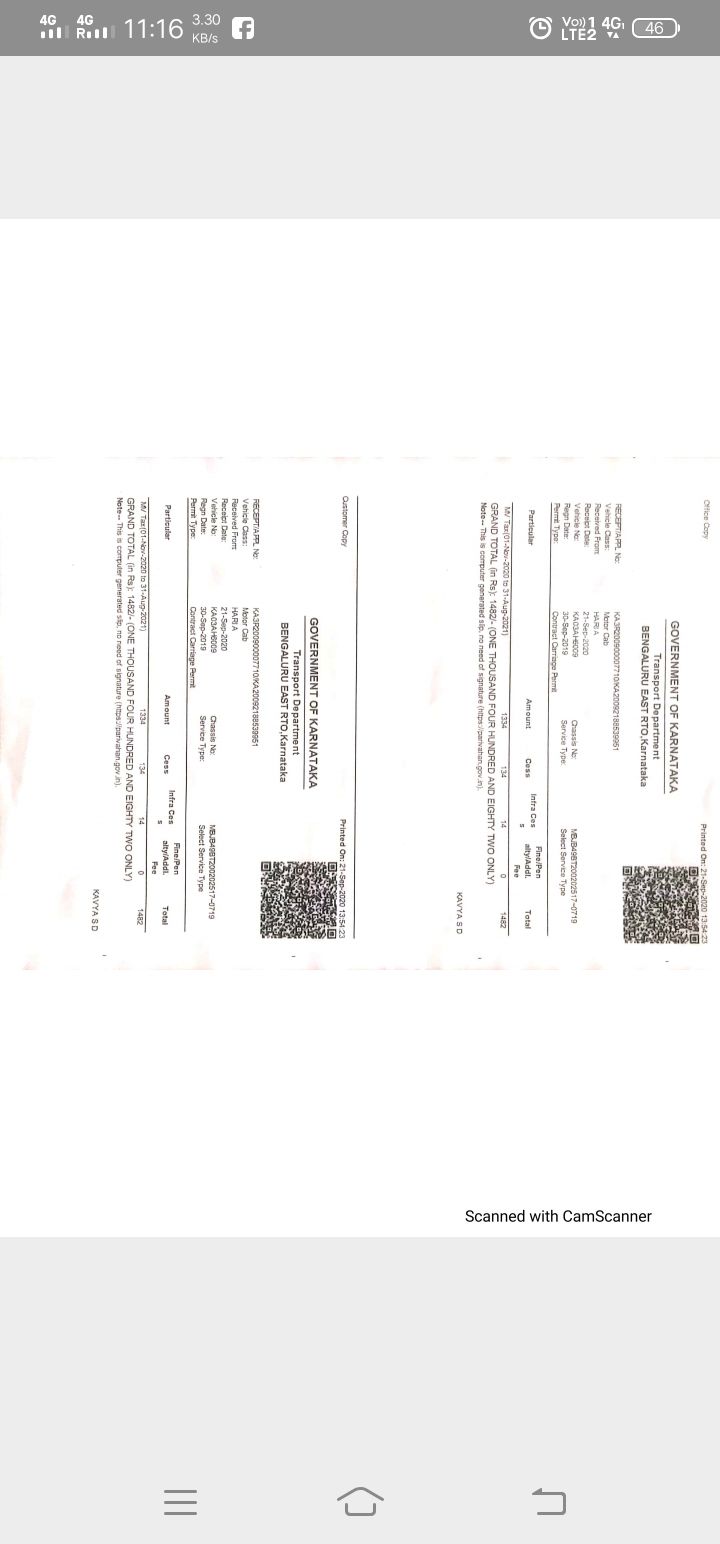 4G 4G R 11:16 3.30 KB/s Vo)) 1 LTE2 4G 46
Office Copy Printed On: 21-Sep-2020 13:54:23
GOVERNMENT OF KARNATAKA
Transport Department
BENGALURU EAST RTO,Karnataka
RECEIPT/APPL No: KA3R200900007710/KA20092188539951
Vehicle Class: Motor Cab
Received From: HARI A
Receipt Date: 21-Sep-2020
Vehicle No: KA03AH6009 Chassis No: MBJB49BT200202517-0719
Regn Date: 30-Sep-2019 Service Type: Select Service Type
Permit Type: Contract Carriage Permit
Particular Amount Cess Infra Cess Fine/Penalty/Addl. Fee Total
MV Tax(01-Nov-2020 to 31-Aug-2021) 1334 134 14 0 1482
GRAND TOTAL (in Rs): 1482/- (ONE THOUSAND FOUR HUNDRED AND EIGHTY TWO ONLY)
Note-- This is computer generated slip, no need of signature (https://parivahan.gov.in).
KAVYA S D
Customer Copy Printed On: 21-Sep-2020 13:54:23
GOVERNMENT OF KARNATAKA
Transport Department
BENGALURU EAST RTO,Karnataka
RECEIPT/APPL No: KA3R200900007710/KA20092188539951
Vehicle Class: Motor Cab
Received From: HARI A
Receipt Date: 21-Sep-2020
Vehicle No: KA03AH6009 Chassis No: MBJB49BT200202517-0719
Regn Date: 30-Sep-2019 Service Type: Select Service Type
Permit Type: Contract Carriage Permit
Particular Amount Cess Infra Cess Fine/Penalty/Addl. Fee Total
MV Tax(01-Nov-2020 to 31-Aug-2021) 1334 134 14 0 1482
GRAND TOTAL (in Rs): 1482/- (ONE THOUSAND FOUR HUNDRED AND EIGHTY TWO ONLY)
Note-- This is computer generated slip, no need of signature (https://parivahan.gov.in).
KAVYA S D
Scanned with CamScanner